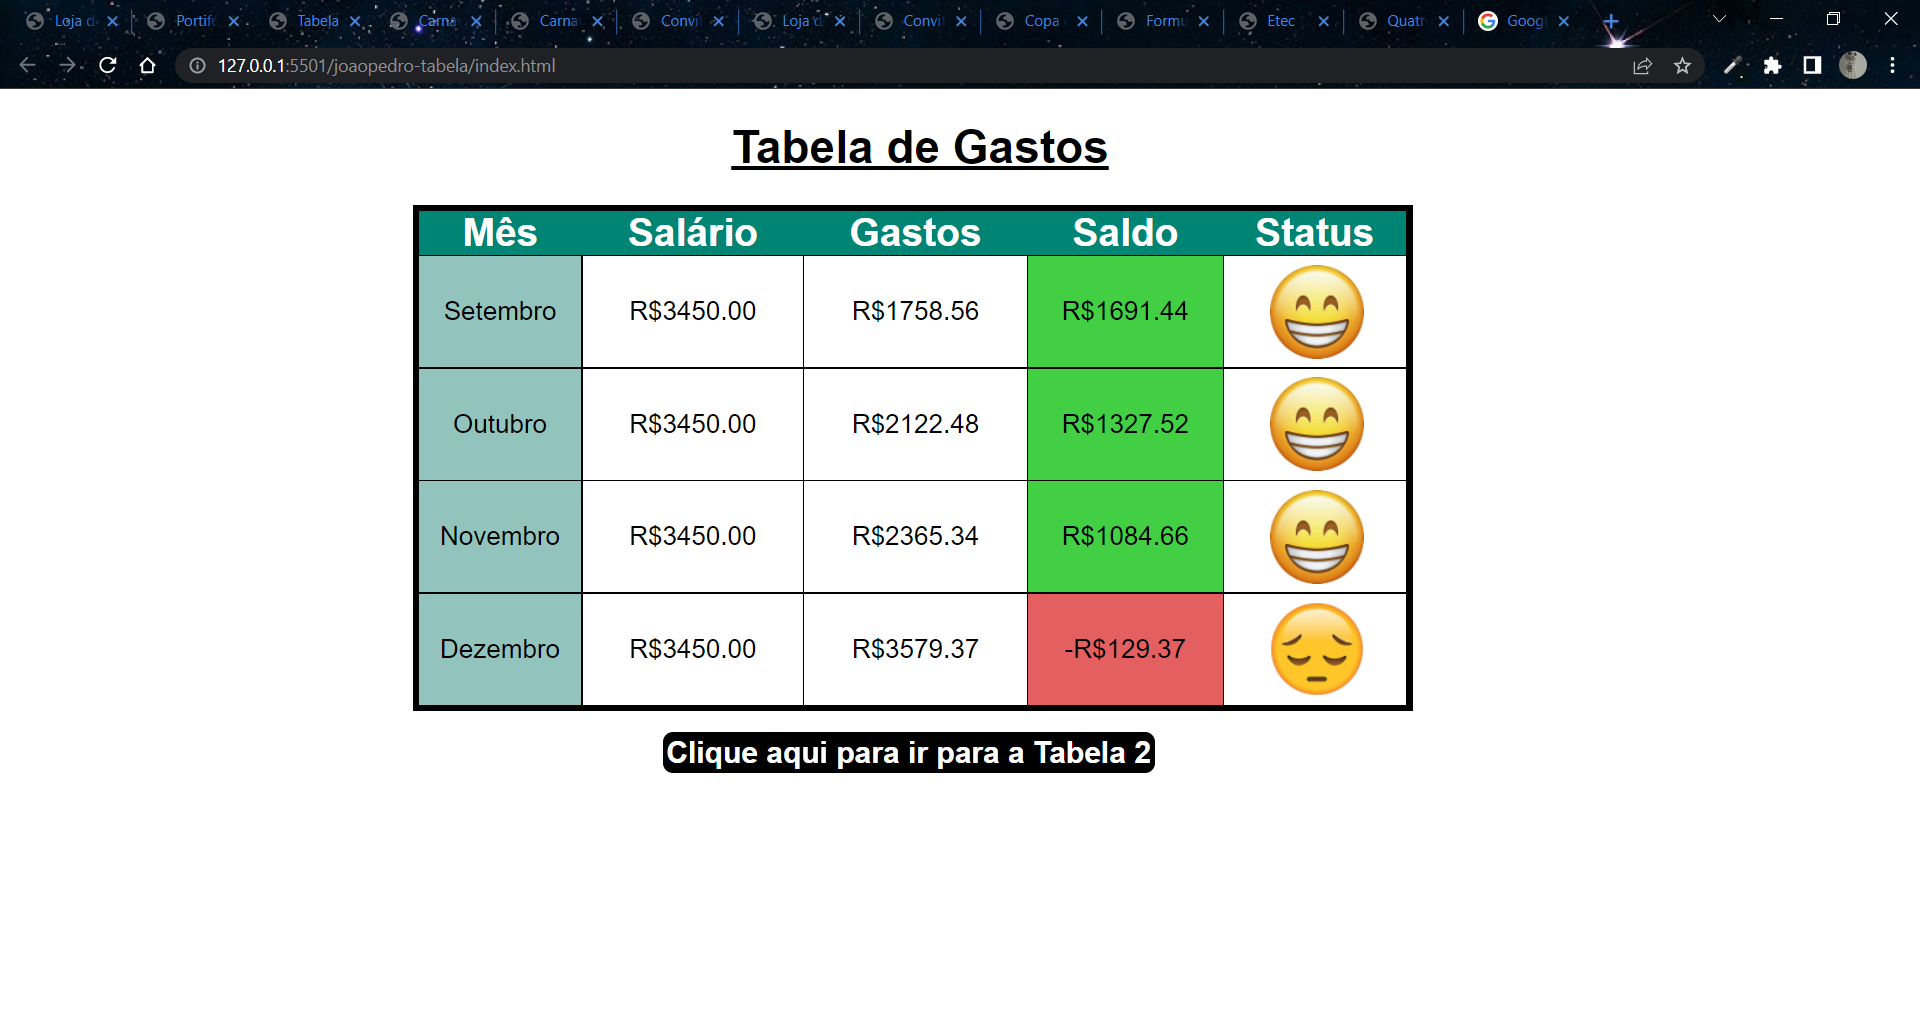 Loja d Portifo Tabela Carna Carna Convi Loja d Convi Copa Formu Etec Quatr Googl
127.0.0.1:5501/joaopedro-tabela/index.html
Tabela de Gastos
Mês Salário Gastos Saldo Status
Setembro R$3450.00 R$1758.56 R$1691.44
Outubro R$3450.00 R$2122.48 R$1327.52
Novembro R$3450.00 R$2365.34 R$1084.66
Dezembro R$3450.00 R$3579.37 -R$129.37
Clique aqui para ir para a Tabela 2